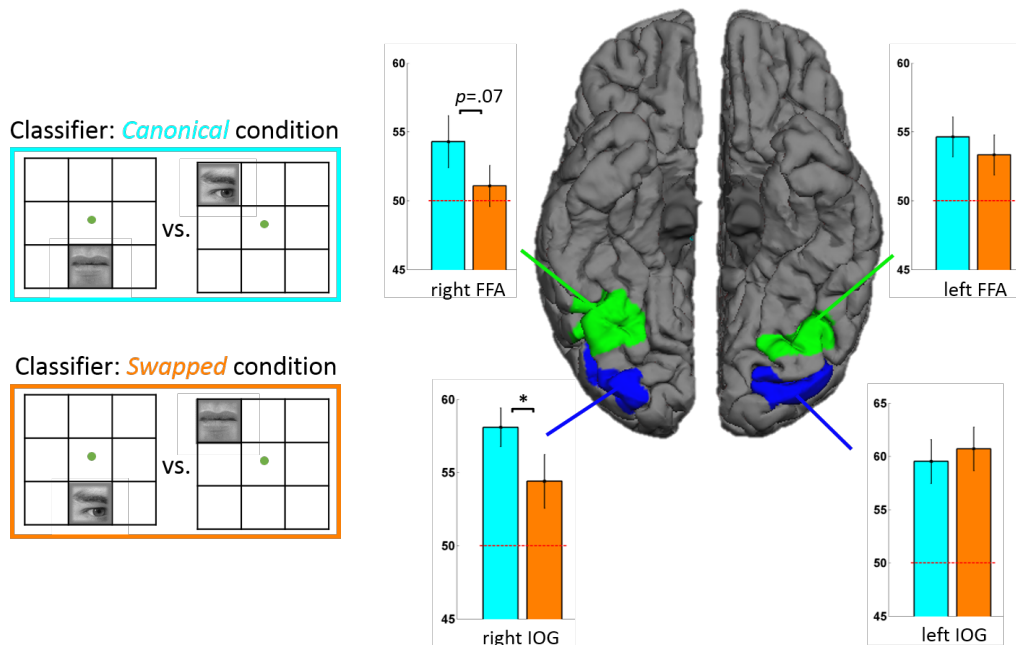 Classifier: Canonical condition
vs.
Classifier: Swapped condition
vs.
60
55
50
45
p=.07
right FFA
60
55
50
45
left FFA
60
55
50
45
*
right IOG
65
60
55
50
45
left IOG